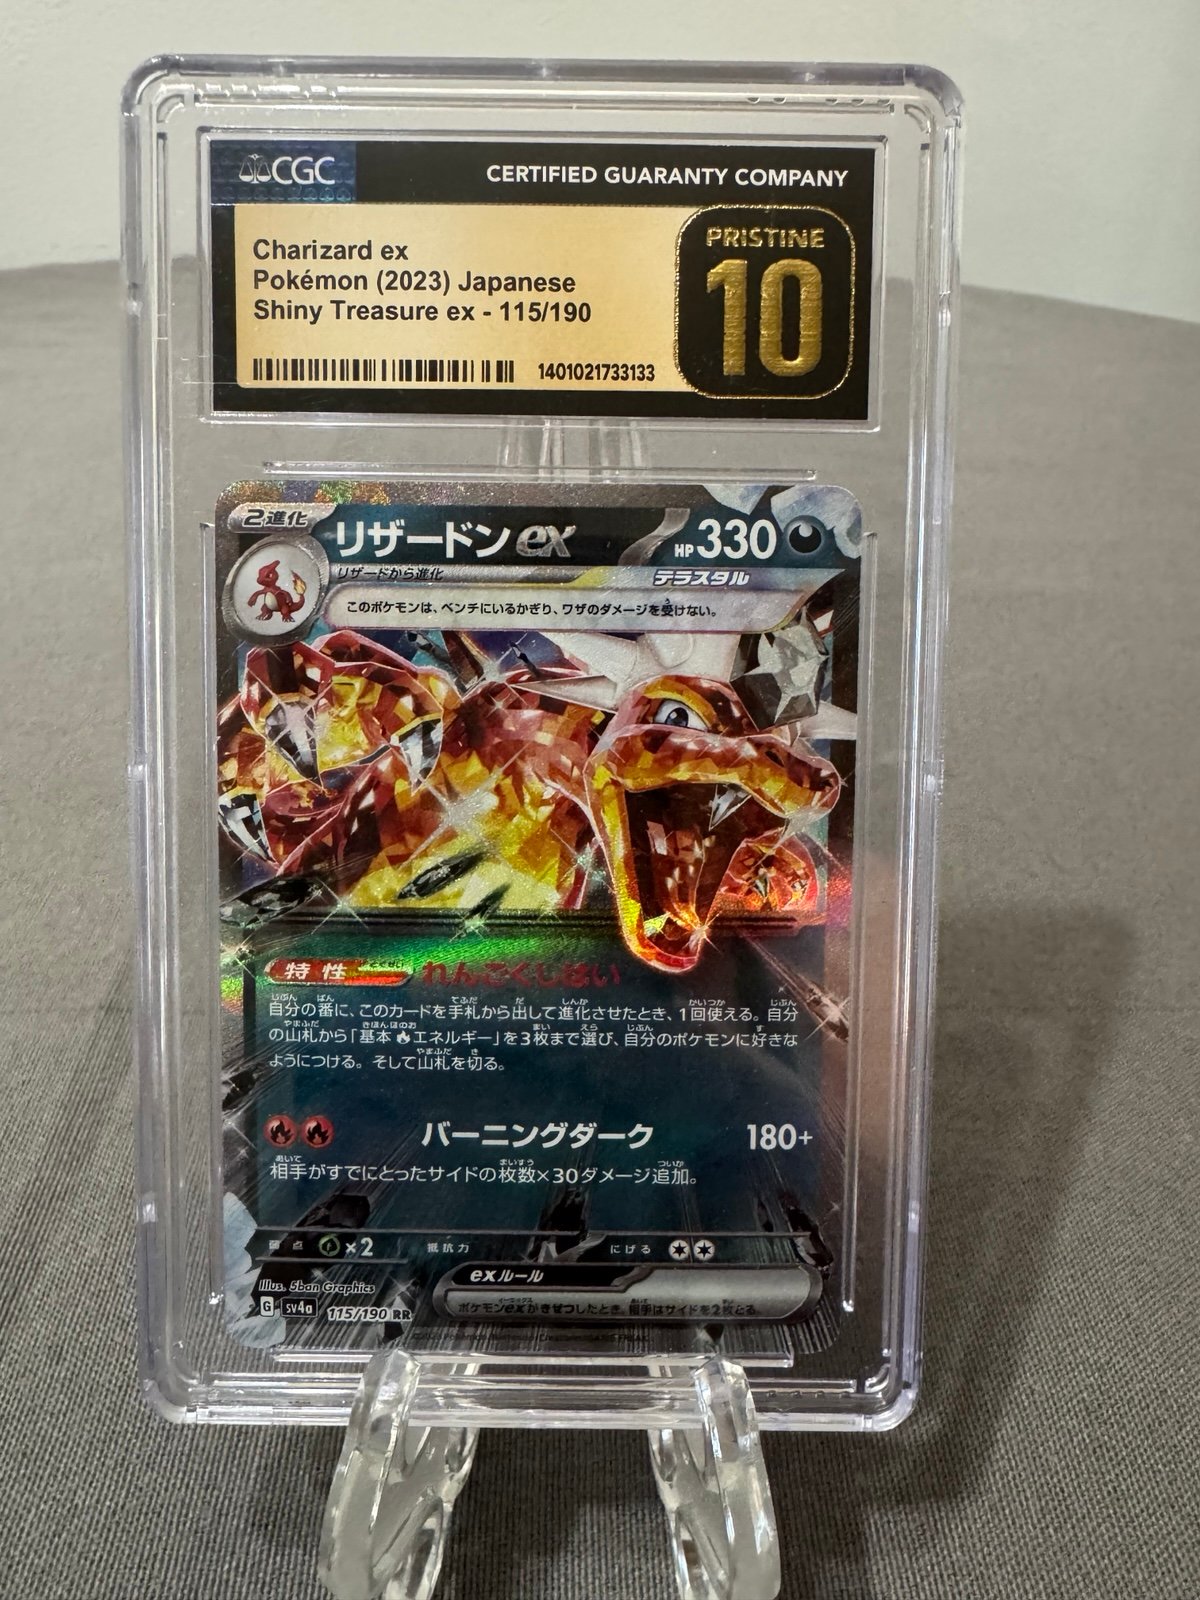 CGC
CERTIFIED GUARANTY COMPANY
Charizard ex
Pokémon (2023) Japanese
Shiny Treasure ex - 115/190
1401021733133
PRISTINE
10
2進化
リザードンex
HP330
リザードから進化
テラスタル
このポケモンは、ベンチにいるかぎり、ワザのダメージを受けない。
特性 れんごくしはい
自分の番に、このカードを手札から出して進化させたとき、1回使える。自分
の山札から「基本エネルギー」を3枚まで選び、自分のポケモンに好きな
ようにつける。そして山札を切る。
バーニングダーク 180+
相手がすでにとったサイドの枚数×30ダメージ追加。
弱点 ×2 抵抗力 にげる
Illus. 5ban Graphics
exルール
G sv4a 115/190 RR
ポケモンexがきぜつしたとき、相手はサイドを2枚とる。